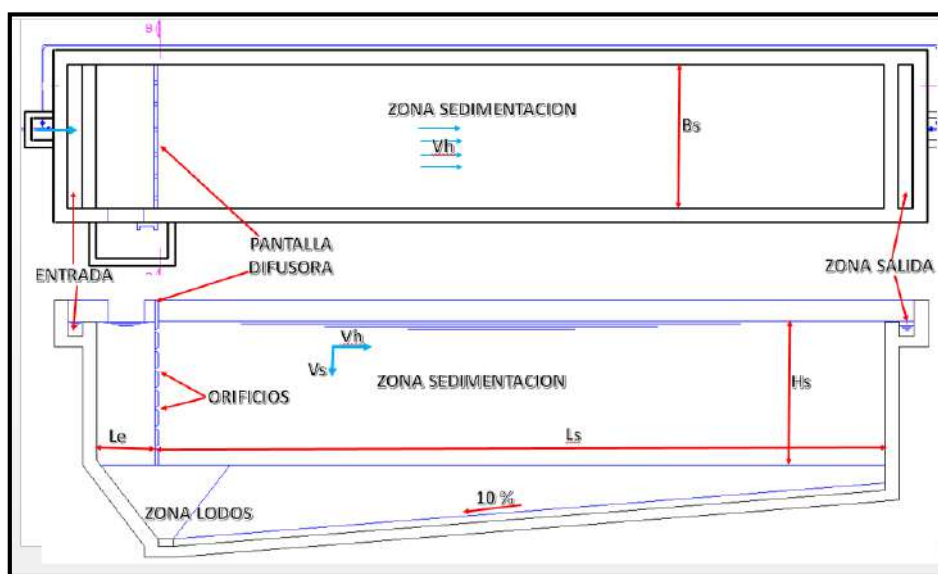 ZONA SEDIMENTACION
Bs
Vh
PANTALLA
DIFUSORA
ENTRADA
ZONA SALIDA
Vh
Vs
ZONA SEDIMENTACION
Hs
ORIFICIOS
Le
Ls
10 %
ZONA LODOS